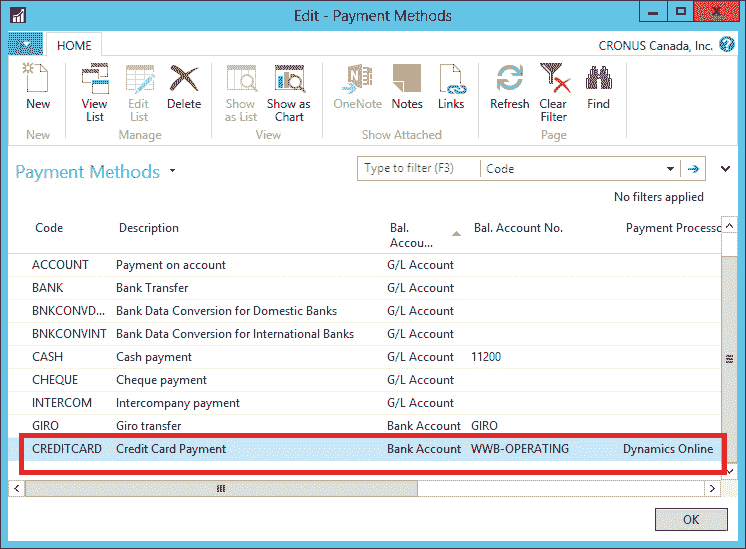 Edit - Payment Methods
HOME
CRONUS Canada, Inc.
New
View List
Edit List
Delete
Show as List
Show as Chart
OneNote
Notes
Links
Refresh
Clear Filter
Find
New
Manage
View
Show Attached
Page
Payment Methods
Type to filter (F3)
Code
No filters applied
Code Description Bal. Accou... Bal. Account No. Payment Processo
ACCOUNT Payment on account G/L Account
BANK Bank Transfer G/L Account
BNKCONVD... Bank Data Conversion for Domestic Banks G/L Account
BNKCONVINT Bank Data Conversion for International Banks G/L Account
CASH Cash payment G/L Account 11200
CHEQUE Cheque payment G/L Account
INTERCOM Intercompany payment G/L Account
GIRO Giro transfer Bank Account GIRO
CREDITCARD Credit Card Payment Bank Account WWB-OPERATING Dynamics Online
OK